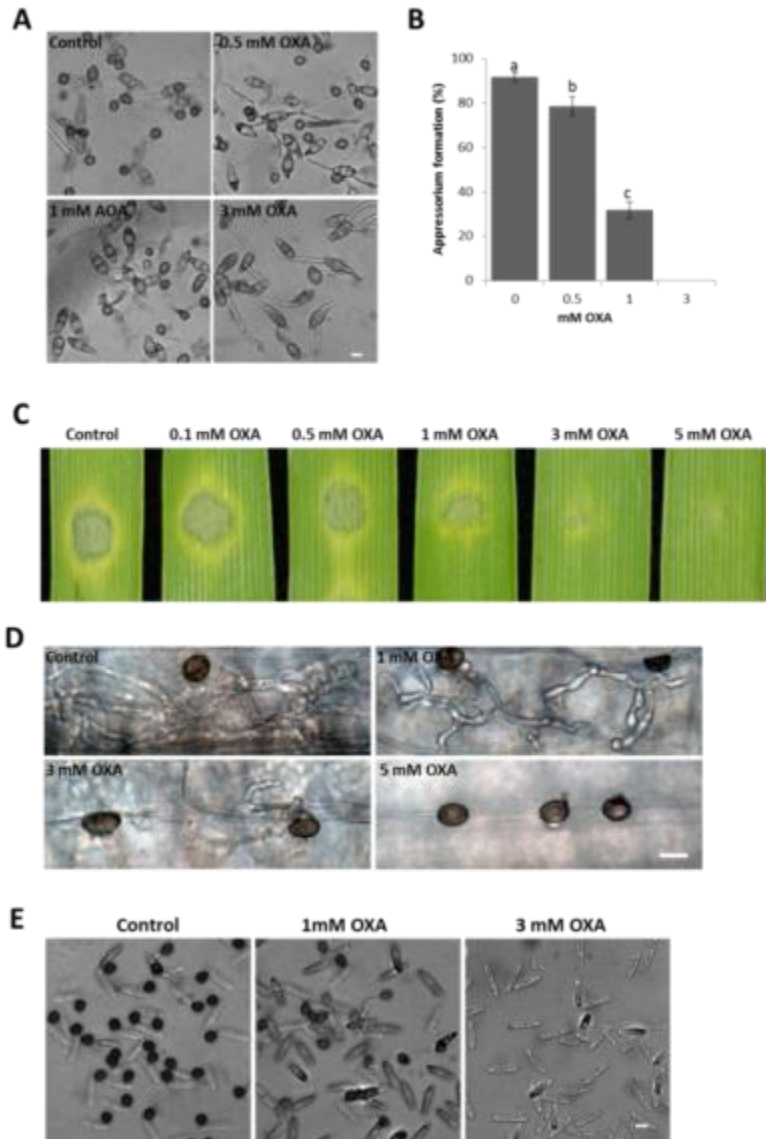 A
Control 0.5 mM OXA
1 mM AOA 3 mM OXA
B
Appressorium formation (%)
100
80
60
40
20
0
a
b
c
0 0.5 1 3
mM OXA
C
Control 0.1 mM OXA 0.5 mM OXA 1 mM OXA 3 mM OXA 5 mM OXA
D
Control 1 mM OXA
3 mM OXA 5 mM OXA
E
Control 1mM OXA 3 mM OXA